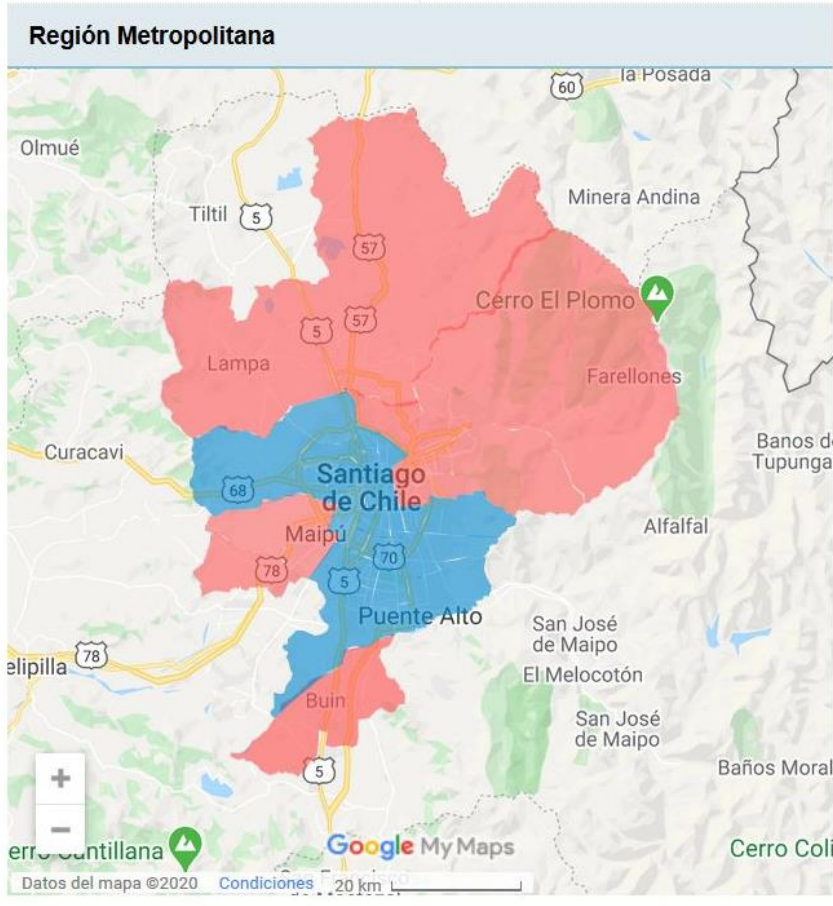 Región Metropolitana
la Posada
60
Olmué
Minera Andina
Tiltil
5
57
Cerro El Plomo
57
5
Lampa
Farellones
Curacavi
Banos de
Tupunga
Santiago
de Chile
68
Maipú
Alfalfal
70
78
5
Puente Alto
San José
de Maipo
elipilla
78
El Melocotón
Buin
San José
de Maipo
5
Baños Moral
+
−
Google My Maps
erro Cantillana
Cerro Coli
Datos del mapa ©2020
Condiciones
20 km